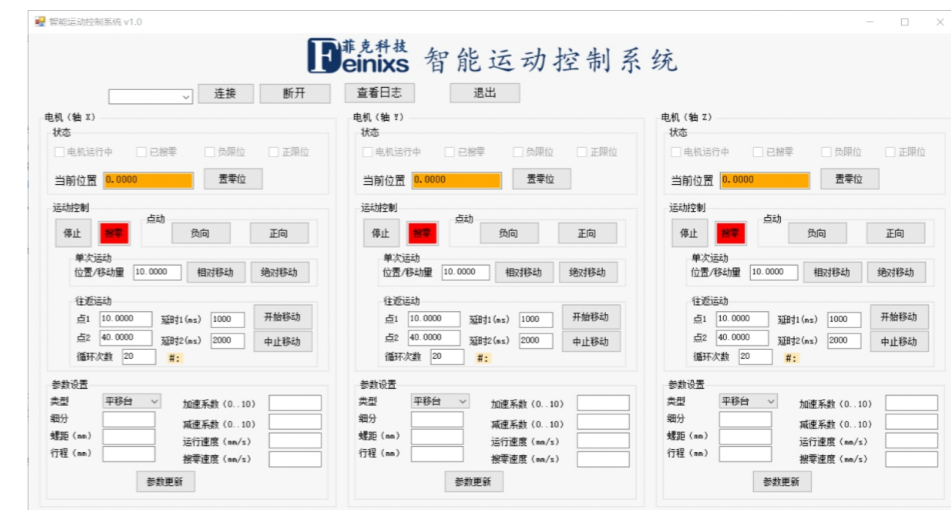 智能运动控制系统 v1.0
菲克科技
Feinixs 智能运动控制系统
连接 断开 查看日志 退出
电机（轴 X） 电机（轴 Y） 电机（轴 Z）
状态 状态 状态
电机运行中 已搜零 负限位 正限位 电机运行中 已搜零 负限位 正限位 电机运行中 已搜零 负限位 正限位
当前位置 0.0000 置零位 当前位置 0.0000 置零位 当前位置 0.0000 置零位
运动控制 运动控制 运动控制
点动 点动 点动
停止 搜零 负向 正向 停止 搜零 负向 正向 停止 搜零 负向 正向
单次运动 单次运动 单次运动
位置/移动量 10.0000 相对移动 绝对移动 位置/移动量 10.0000 相对移动 绝对移动 位置/移动量 10.0000 相对移动 绝对移动
往返运动 往返运动 往返运动
点1 10.0000 延时1(ms) 1000 开始移动 点1 10.0000 延时1(ms) 1000 开始移动 点1 10.0000 延时1(ms) 1000 开始移动
点2 40.0000 延时2(ms) 2000 中止移动 点2 40.0000 延时2(ms) 2000 中止移动 点2 40.0000 延时2(ms) 2000 中止移动
循环次数 20 #: 循环次数 20 #: 循环次数 20 #:
参数设置 参数设置 参数设置
类型 平移台 加速系数（0..10） 类型 平移台 加速系数（0..10） 类型 平移台 加速系数（0..10）
细分 减速系数（0..10） 细分 减速系数（0..10） 细分 减速系数（0..10）
螺距（mm） 运行速度（mm/s） 螺距（mm） 运行速度（mm/s） 螺距（mm） 运行速度（mm/s）
行程（mm） 搜零速度（mm/s） 行程（mm） 搜零速度（mm/s） 行程（mm） 搜零速度（mm/s）
参数更新 参数更新 参数更新